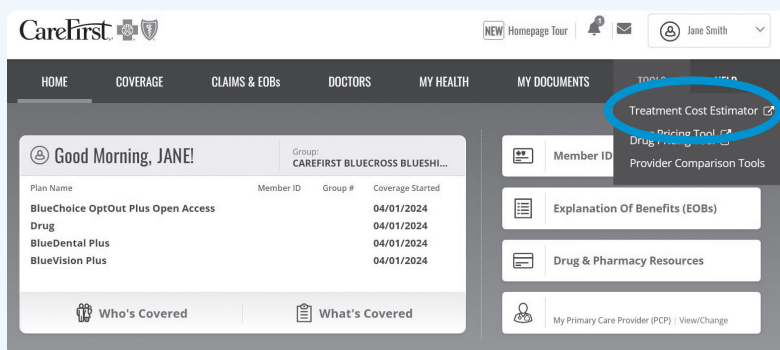 CareFirst
NEW Homepage Tour
1
Jane Smith
HOME COVERAGE CLAIMS & EOBs DOCTORS MY HEALTH MY DOCUMENTS TOOLS HELP
Treatment Cost Estimator
Drug Pricing Tool
Provider Comparison Tools
Good Morning, JANE!
Group:
CAREFIRST BLUECROSS BLUESHI...
Plan Name Member ID Group # Coverage Started
BlueChoice OptOut Plus Open Access 04/01/2024
Drug 04/01/2024
BlueDental Plus 04/01/2024
BlueVision Plus 04/01/2024
Who's Covered
What's Covered
Member ID
Explanation Of Benefits (EOBs)
Drug & Pharmacy Resources
My Primary Care Provider (PCP) | View/Change